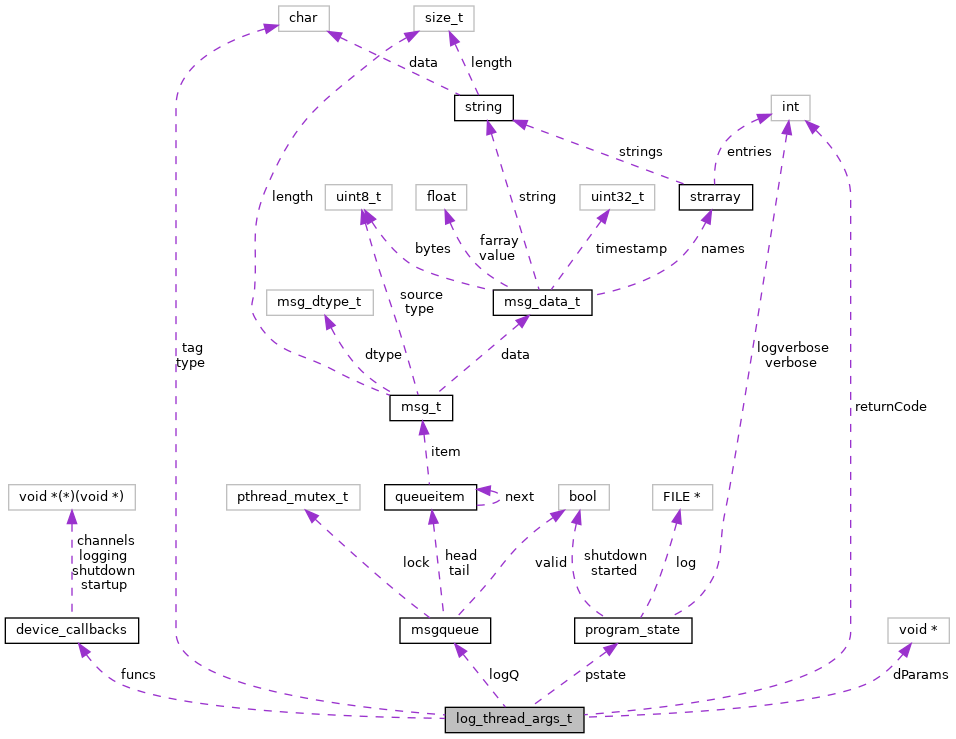 char
size_t
data
length
string
int
strings
entries
length
uint8_t
float
string
uint32_t
strarray
bytes
farray
value
timestamp
names
msg_dtype_t
source
type
msg_data_t
tag
type
dtype
data
logverbose
verbose
msg_t
returnCode
item
void *(*)(void *)
pthread_mutex_t
queueitem
next
bool
FILE *
channels
logging
shutdown
startup
lock
head
tail
valid
shutdown
started
log
device_callbacks
msgqueue
program_state
void *
funcs
logQ
pstate
dParams
log_thread_args_t